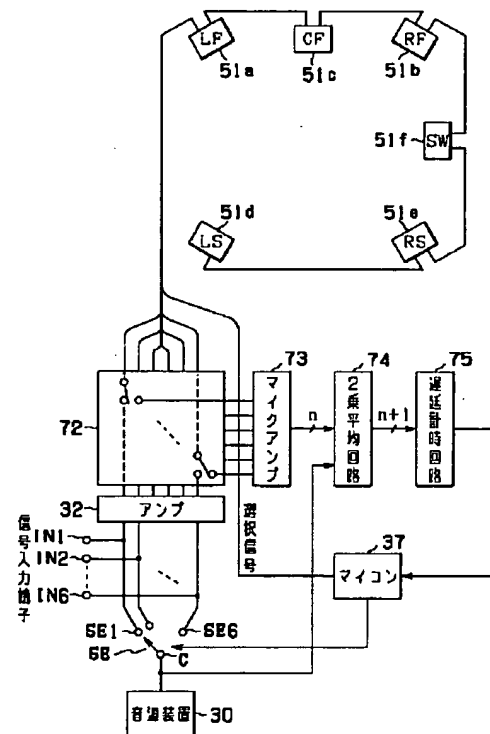 LF
CF
RF
51a
51c
51b
51f
SW
51d
51e
LS
RS
73
74
75
72
マイクアンプ
n
2乗平均回路
n+1
遅延計時回路
32
アンプ
選択信号
信号入力端子
IN1
IN2
IN6
37
マイコン
SE1
SE6
SE
C
音源装置
30